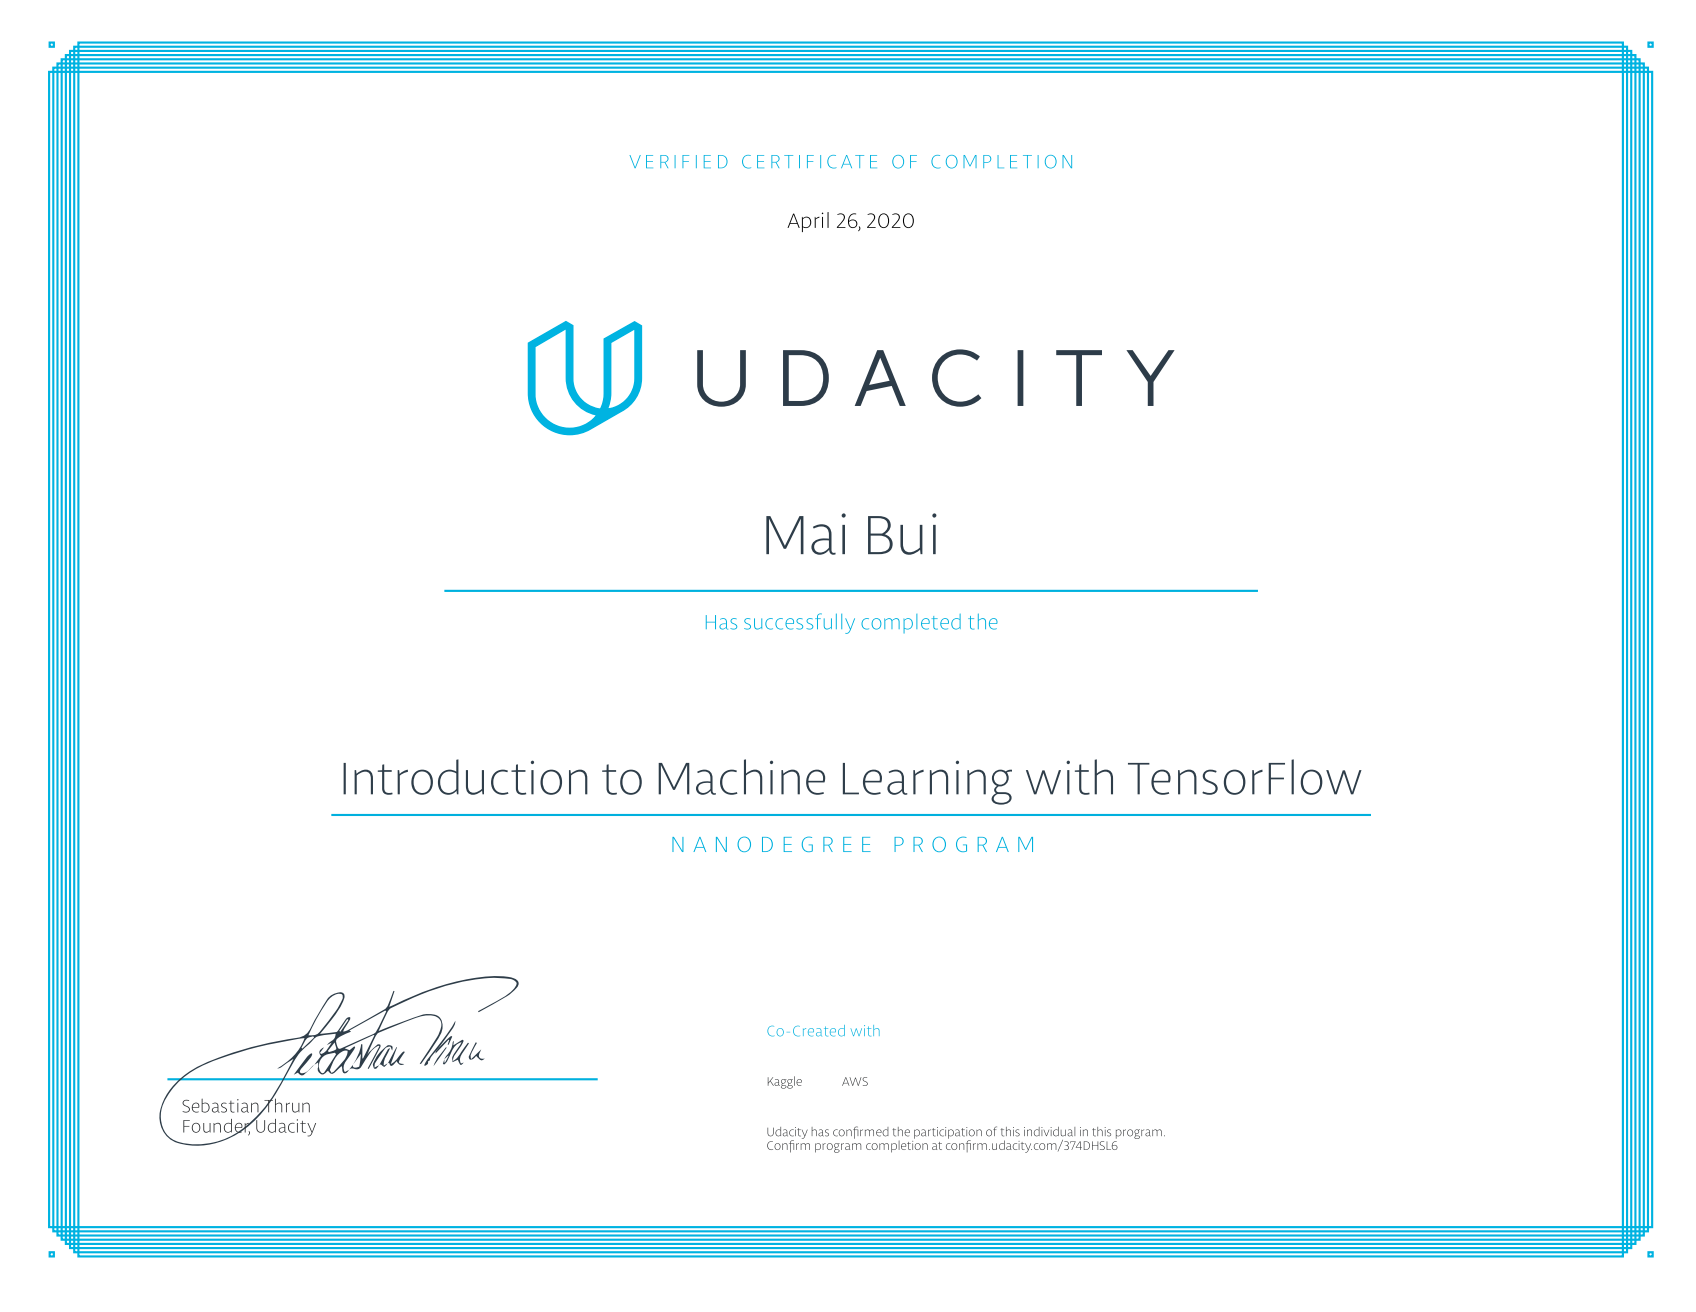 VERIFIED CERTIFICATE OF COMPLETION
April 26, 2020
UDACITY
Mai Bui
Has successfully completed the
Introduction to Machine Learning with TensorFlow
NANODEGREE PROGRAM
Sebastian Thrun
Sebastian Thrun
Founder, Udacity
Co-Created with
Kaggle AWS
Udacity has confirmed the participation of this individual in this program.
Confirm program completion at confirm.udacity.com/374DHSL6